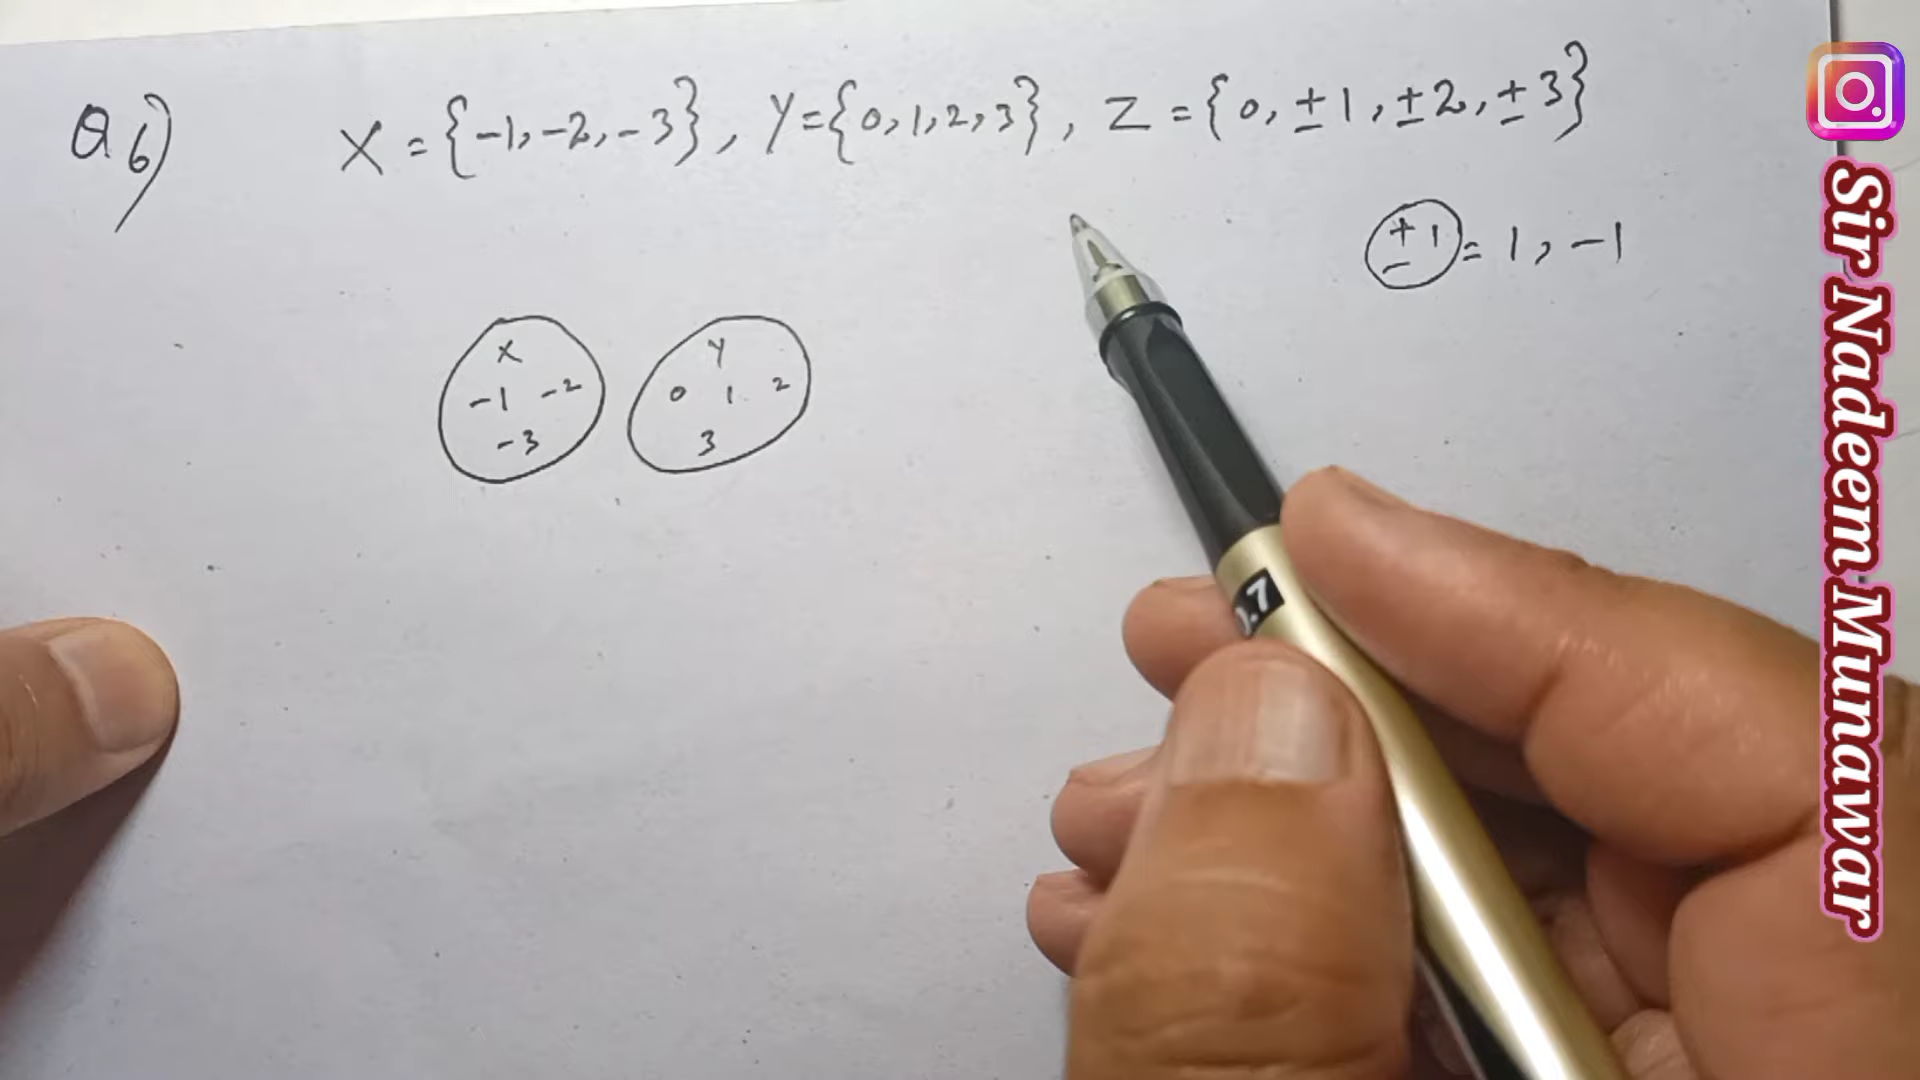 Q6) X = {-1, -2, -3}, Y = {0, 1, 2, 3}, Z = {0, ±1, ±2, ±3}
±1 = 1, -1
X
-1 -2
-3
Y
0 1 2
3
0.7
Sir Nadeem Munawar